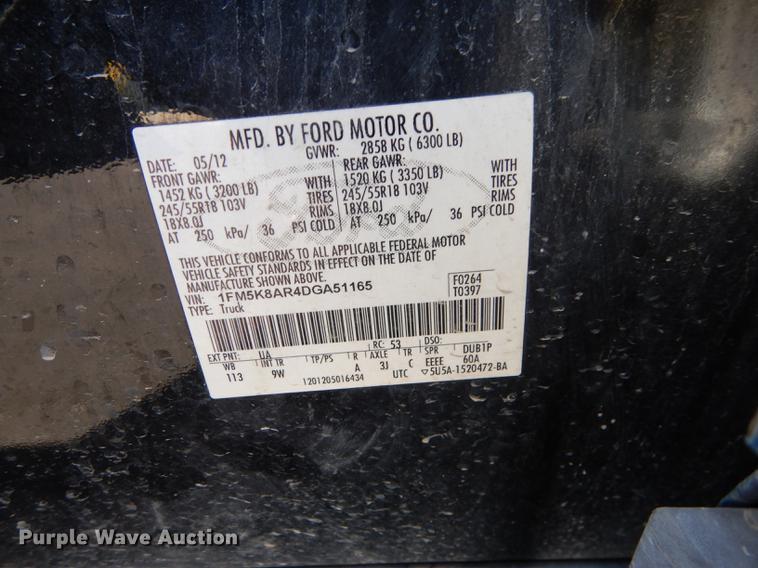 MFD. BY FORD MOTOR CO.
DATE: 05/12 GVWR: 2858 KG ( 6300 LB)
FRONT GAWR: REAR GAWR:
1452 KG ( 3200 LB) WITH 1520 KG ( 3350 LB) WITH
245/55R18 103V TIRES 245/55R18 103V TIRES
18X8.0J RIMS 18X8.0J RIMS
AT 250 kPa/ 36 PSI COLD AT 250 kPa/ 36 PSI COLD
THIS VEHICLE CONFORMS TO ALL APPLICABLE FEDERAL MOTOR
VEHICLE SAFETY STANDARDS IN EFFECT ON THE DATE OF
MANUFACTURE SHOWN ABOVE.
VIN: 1FM5K8AR4DGA51165 F0264
TYPE: Truck T0397
EXT PNT: UA RC: 53 DSO:
WB INT TR TP/PS R AXLE TR SPR DUB1P
113 9W A 3J C EEEE 60A
1201205016434 UTC ▽5U5A-1520472-BA
Purple Wave Auction